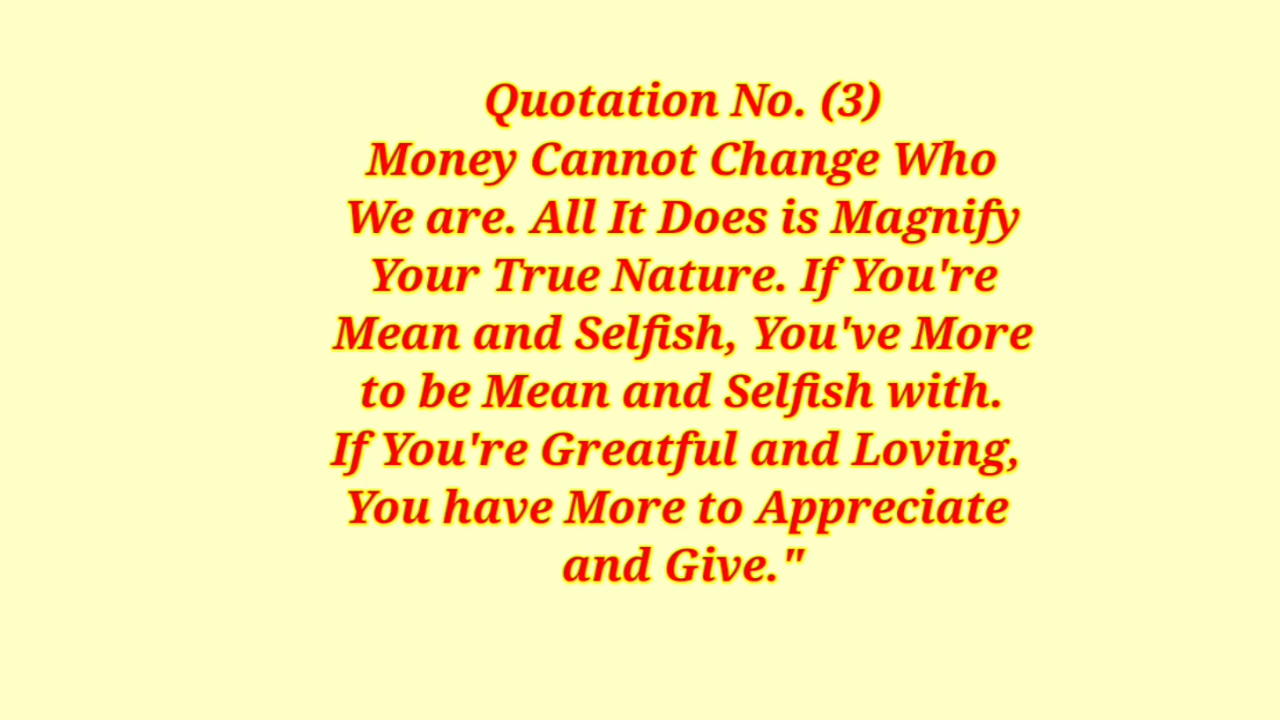 Quotation No. (3)
Money Cannot Change Who
We are. All It Does is Magnify
Your True Nature. If You're
Mean and Selfish, You've More
to be Mean and Selfish with.
If You're Greatful and Loving,
You have More to Appreciate
and Give."